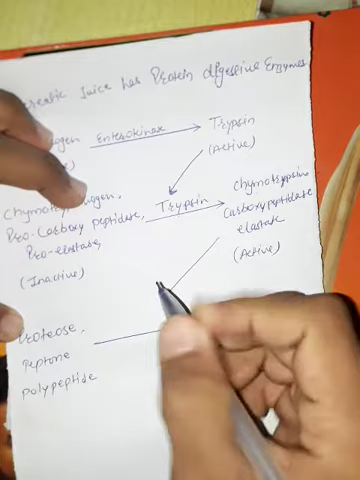 Juice has Protein digestive Enzymes
Enterokinase Trypsin
(Active)
Trypsin chymotrypsin
Pro-Carboxy peptidase, Carboxypeptidase
Pro-elastase, elastase
(Inactive) (Active)
Proteose,
Peptone
polypeptide